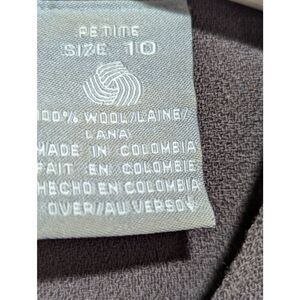 PETITE
SIZE 10
100% WOOL/LAINE/
LANA
MADE IN COLOMBIA
FAIT EN COLOMBIE
HECHO EN COLOMBIA
OVER/AU VERSO/